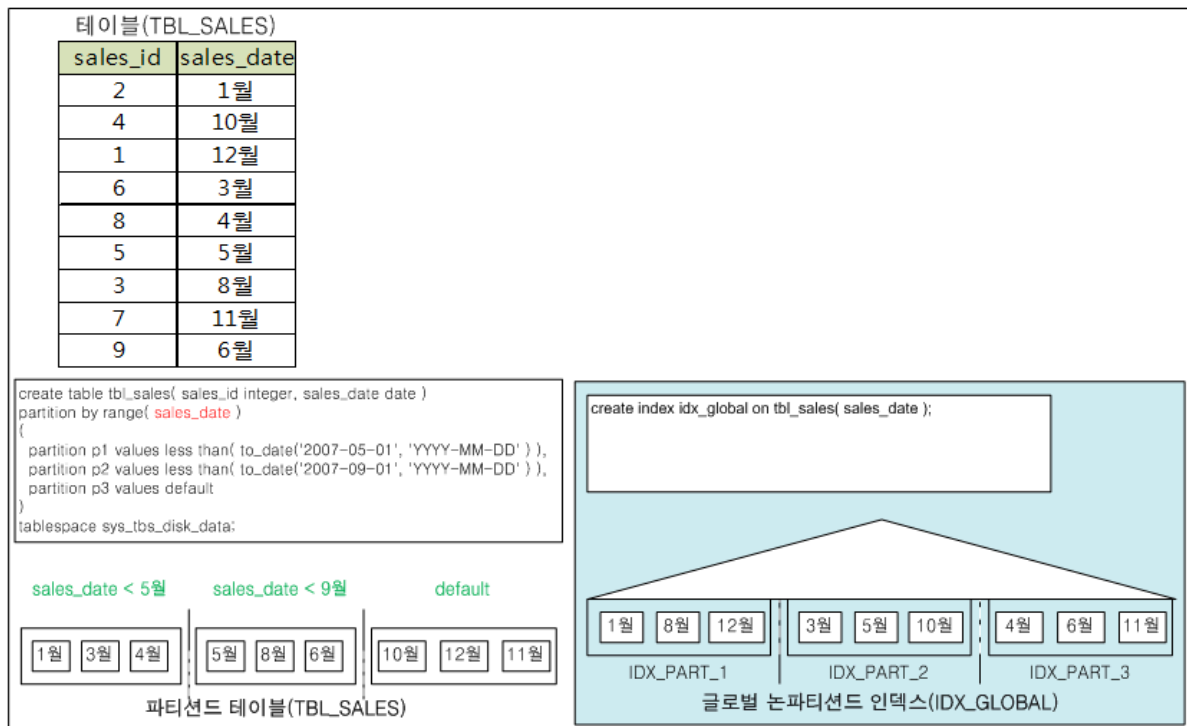 테이블(TBL_SALES)
sales_id sales_date
2 1월
4 10월
1 12월
6 3월
8 4월
5 5월
3 8월
7 11월
9 6월
create table tbl_sales( sales_id integer, sales_date date )
partition by range( sales_date )
(
partition p1 values less than( to_date('2007-05-01', 'YYYY-MM-DD' ) ),
partition p2 values less than( to_date('2007-09-01', 'YYYY-MM-DD' ) ),
partition p3 values default
)
tablespace sys_tbs_disk_data;
sales_date < 5월 sales_date < 9월 default
1월 3월 4월 5월 8월 6월 10월 12월 11월
파티션드 테이블(TBL_SALES)
create index idx_global on tbl_sales( sales_date );
1월 8월 12월 3월 5월 10월 4월 6월 11월
IDX_PART_1 IDX_PART_2 IDX_PART_3
글로벌 논파티션드 인덱스(IDX_GLOBAL)